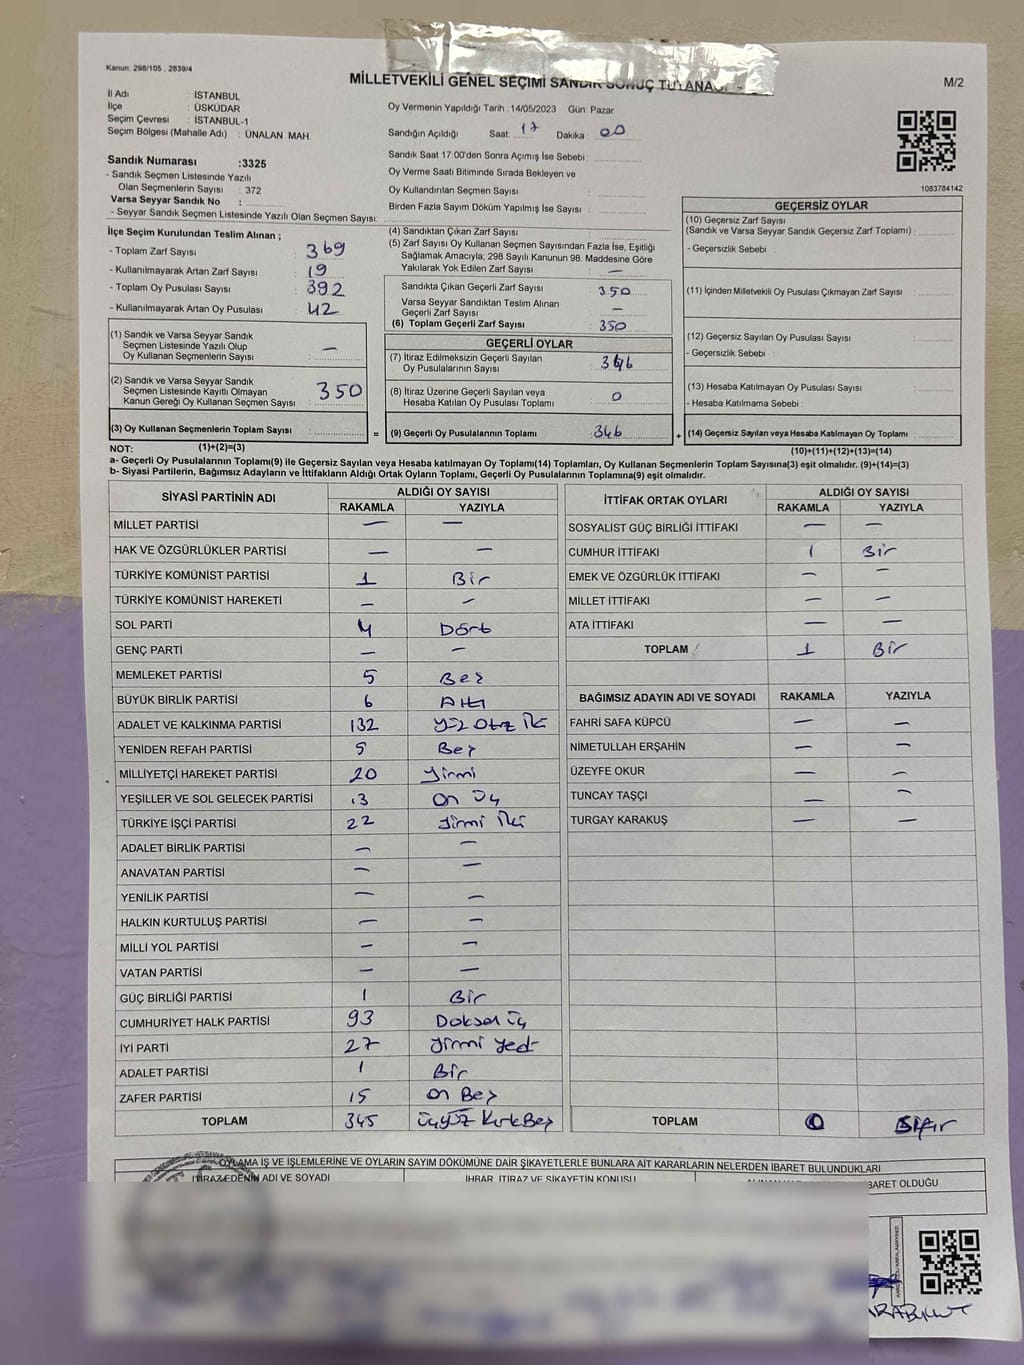 Kanun: 298/105 , 2839/4
MİLLETVEKİLİ GENEL SEÇİMİ SANDIK SONUÇ TUTANAĞI
M/2
İl Adı : İSTANBUL
İlçe : ÜSKÜDAR
Seçim Çevresi : İSTANBUL-1
Seçim Bölgesi (Mahalle Adı) : ÜNALAN MAH.
Oy Vermenin Yapıldığı Tarih : 14/05/2023 Gün: Pazar
Sandığın Açıldığı Saat: 17 Dakika 00
Sandık Saat 17:00'den Sonra Açımış İse Sebebi :
Oy Verme Saati Bitiminde Sırada Bekleyen ve
Oy Kullandırılan Seçmen Sayısı :
Birden Fazla Sayım Döküm Yapılmış İse Sayısı :
1083784142
Sandık Numarası :3325
- Sandık Seçmen Listesinde Yazılı
Olan Seçmenlerin Sayısı : 372
Varsa Seyyar Sandık No :
- Seyyar Sandık Seçmen Listesinde Yazılı Olan Seçmen Sayısı:
İlçe Seçim Kurulundan Teslim Alınan ;
- Toplam Zarf Sayısı : 369
- Kullanılmayarak Artan Zarf Sayısı : 19
- Toplam Oy Pusulası Sayısı : 392
- Kullanılmayarak Artan Oy Pusulası : 42
(1) Sandık ve Varsa Seyyar Sandık
Seçmen Listesinde Yazılı Olup
Oy Kullanan Seçmenlerin Sayısı : —
(2) Sandık ve Varsa Seyyar Sandık
Seçmen Listesinde Kayıtlı Olmayan
Kanun Gereği Oy Kullanan Seçmen Sayısı : 350
(3) Oy Kullanan Seçmenlerin Toplam Sayısı :
(1)+(2)=(3)
(4) Sandıktan Çıkan Zarf Sayısı :
(5) Zarf Sayısı Oy Kullanan Seçmen Sayısından Fazla İse, Eşitliği
Sağlamak Amacıyla; 298 Sayılı Kanunun 98. Maddesine Göre
Yakılarak Yok Edilen Zarf Sayısı : —
Sandıkta Çıkan Geçerli Zarf Sayısı : 350
Varsa Seyyar Sandıktan Teslim Alınan
Geçerli Zarf Sayısı : —
(6) Toplam Geçerli Zarf Sayısı : 350
GEÇERLİ OYLAR
(7) İtiraz Edilmeksizin Geçerli Sayılan
Oy Pusulalarının Sayısı : 346
(8) İtiraz Üzerine Geçerli Sayılan veya
Hesaba Katılan Oy Pusulası Toplamı : 0
= (9) Geçerli Oy Pusulalarının Toplamı : 346
GEÇERSİZ OYLAR
(10) Geçersiz Zarf Sayısı
(Sandık ve Varsa Seyyar Sandık Geçersiz Zarf Toplamı) :
- Geçersizlik Sebebi :
(11) İçinden Milletvekili Oy Pusulası Çıkmayan Zarf Sayısı :
(12) Geçersiz Sayılan Oy Pusulası Sayısı :
- Geçersizlik Sebebi :
(13) Hesaba Katılmayan Oy Pusulası Sayısı :
- Hesaba Katılmama Sebebi :
+ (14) Geçersiz Sayılan veya Hesaba Katılmayan Oy Toplamı :
(10)+(11)+(12)+(13)=(14)
NOT:
a- Geçerli Oy Pusulalarının Toplamı(9) ile Geçersiz Sayılan veya Hesaba katılmayan Oy Toplamı(14) Toplamları, Oy Kullanan Seçmenlerin Toplam Sayısına(3) eşit olmalıdır. (9)+(14)=(3)
b- Siyasi Partilerin, Bağımsız Adayların ve İttifakların Aldığı Ortak Oyların Toplamı, Geçerli Oy Pusulalarının Toplamına(9) eşit olmalıdır.
SİYASİ PARTİNİN ADI ALDIĞI OY SAYISI
RAKAMLA YAZIYLA
MİLLET PARTİSİ — —
HAK VE ÖZGÜRLÜKLER PARTİSİ — —
TÜRKİYE KOMÜNİST PARTİSİ 1 Bir
TÜRKİYE KOMÜNİST HAREKETİ — —
SOL PARTİ 4 Dört
GENÇ PARTİ — —
MEMLEKET PARTİSİ 5 Beş
BÜYÜK BİRLİK PARTİSİ 6 Altı
ADALET VE KALKINMA PARTİSİ 132 Yüz Otuz İki
YENİDEN REFAH PARTİSİ 5 Beş
MİLLİYETÇİ HAREKET PARTİSİ 20 Yirmi
YEŞİLLER VE SOL GELECEK PARTİSİ 13 On Üç
TÜRKİYE İŞÇİ PARTİSİ 22 Yirmi İki
ADALET BİRLİK PARTİSİ — —
ANAVATAN PARTİSİ — —
YENİLİK PARTİSİ — —
HALKIN KURTULUŞ PARTİSİ — —
MİLLİ YOL PARTİSİ — —
VATAN PARTİSİ — —
GÜÇ BİRLİĞİ PARTİSİ 1 Bir
CUMHURİYET HALK PARTİSİ 93 Doksan Üç
İYİ PARTİ 27 Yirmi Yedi
ADALET PARTİSİ 1 Bir
ZAFER PARTİSİ 15 On Beş
TOPLAM 345 Üçyüz KırkBeş
İTTİFAK ORTAK OYLARI ALDIĞI OY SAYISI
RAKAMLA YAZIYLA
SOSYALİST GÜÇ BİRLİĞİ İTTİFAKI — —
CUMHUR İTTİFAKI 1 Bir
EMEK VE ÖZGÜRLÜK İTTİFAKI — —
MİLLET İTTİFAKI — —
ATA İTTİFAKI — —
TOPLAM 1 Bir
BAĞIMSIZ ADAYIN ADI VE SOYADI RAKAMLA YAZIYLA
FAHRİ SAFA KÜPCÜ — —
NİMETULLAH ERŞAHİN — —
ÜZEYFE OKUR — —
TUNCAY TAŞÇI — —
TURGAY KARAKUŞ — —
TOPLAM 0 Sıfır
OYLAMA İŞ VE İŞLEMLERİNE VE OYLARIN SAYIM DÖKÜMÜNE DAİR ŞİKAYETLERLE BUNLARA AİT KARARLARIN NELERDEN İBARET BULUNDUKLARI
İTİRAZ EDENİN ADI VE SOYADI İHBAR, İTİRAZ VE ŞİKAYETİN KONUSU İBARET OLDUĞU